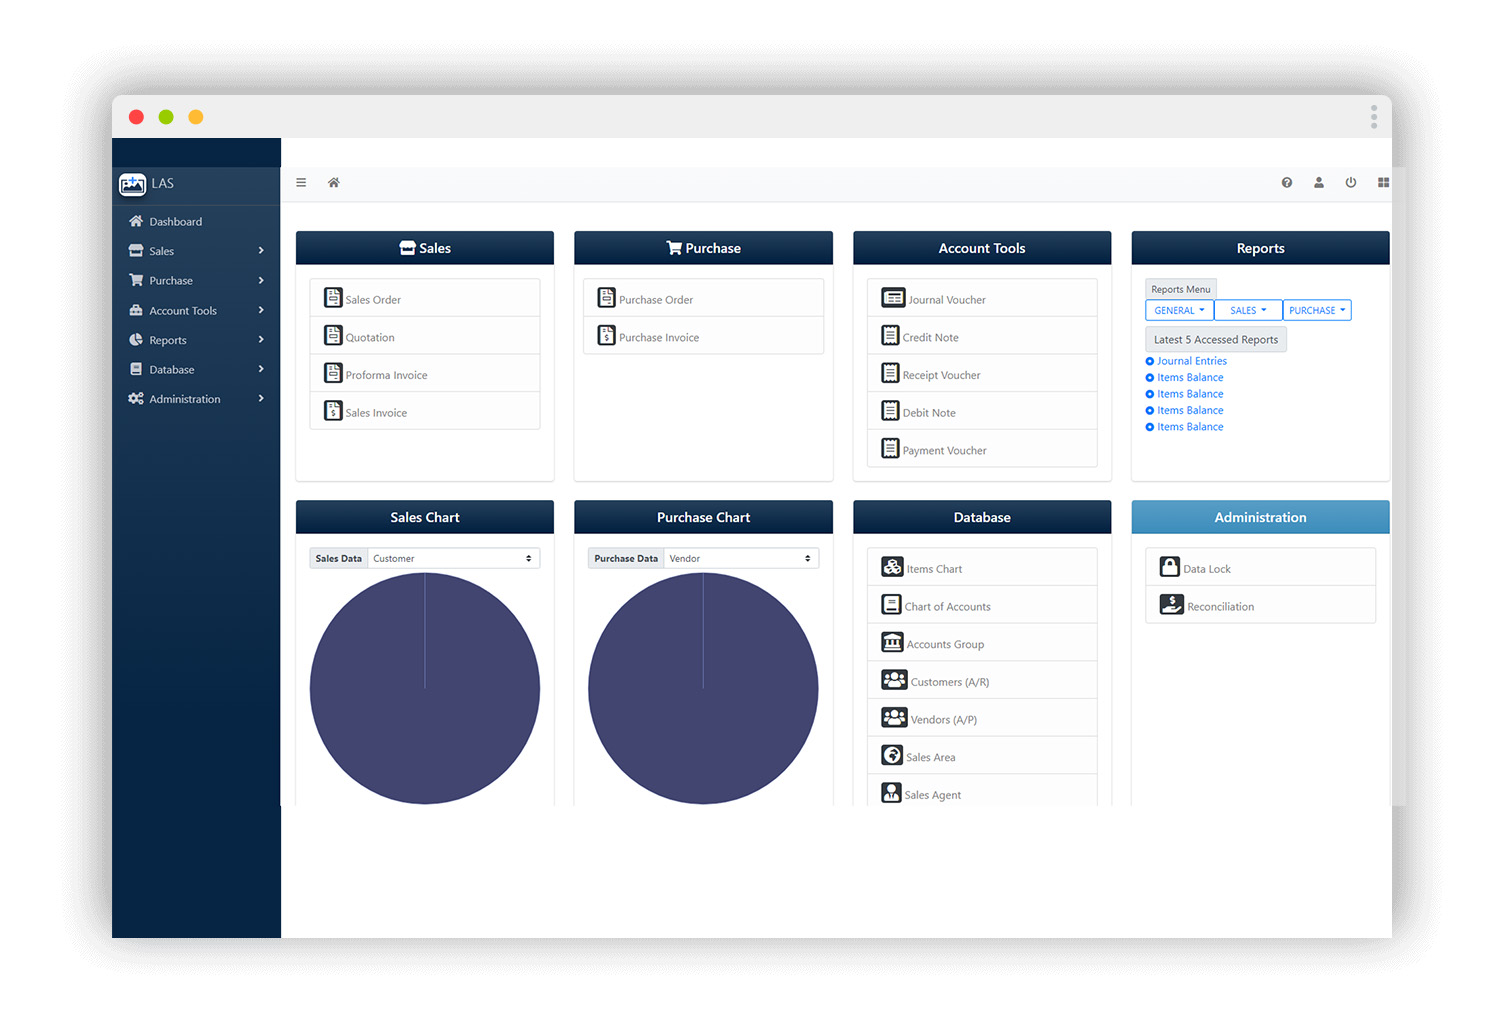 LAS
Dashboard
Sales
Purchase
Account Tools
Reports
Database
Administration
Sales
Sales Order
Quotation
Proforma Invoice
Sales Invoice
Purchase
Purchase Order
Purchase Invoice
Account Tools
Journal Voucher
Credit Note
Receipt Voucher
Debit Note
Payment Voucher
Reports
Reports Menu
GENERAL SALES PURCHASE
Latest 5 Accessed Reports
Journal Entries
Items Balance
Items Balance
Items Balance
Items Balance
Sales Chart
Sales Data Customer
Purchase Chart
Purchase Data Vendor
Database
Items Chart
Chart of Accounts
Accounts Group
Customers (A/R)
Vendors (A/P)
Sales Area
Sales Agent
Administration
Data Lock
Reconciliation